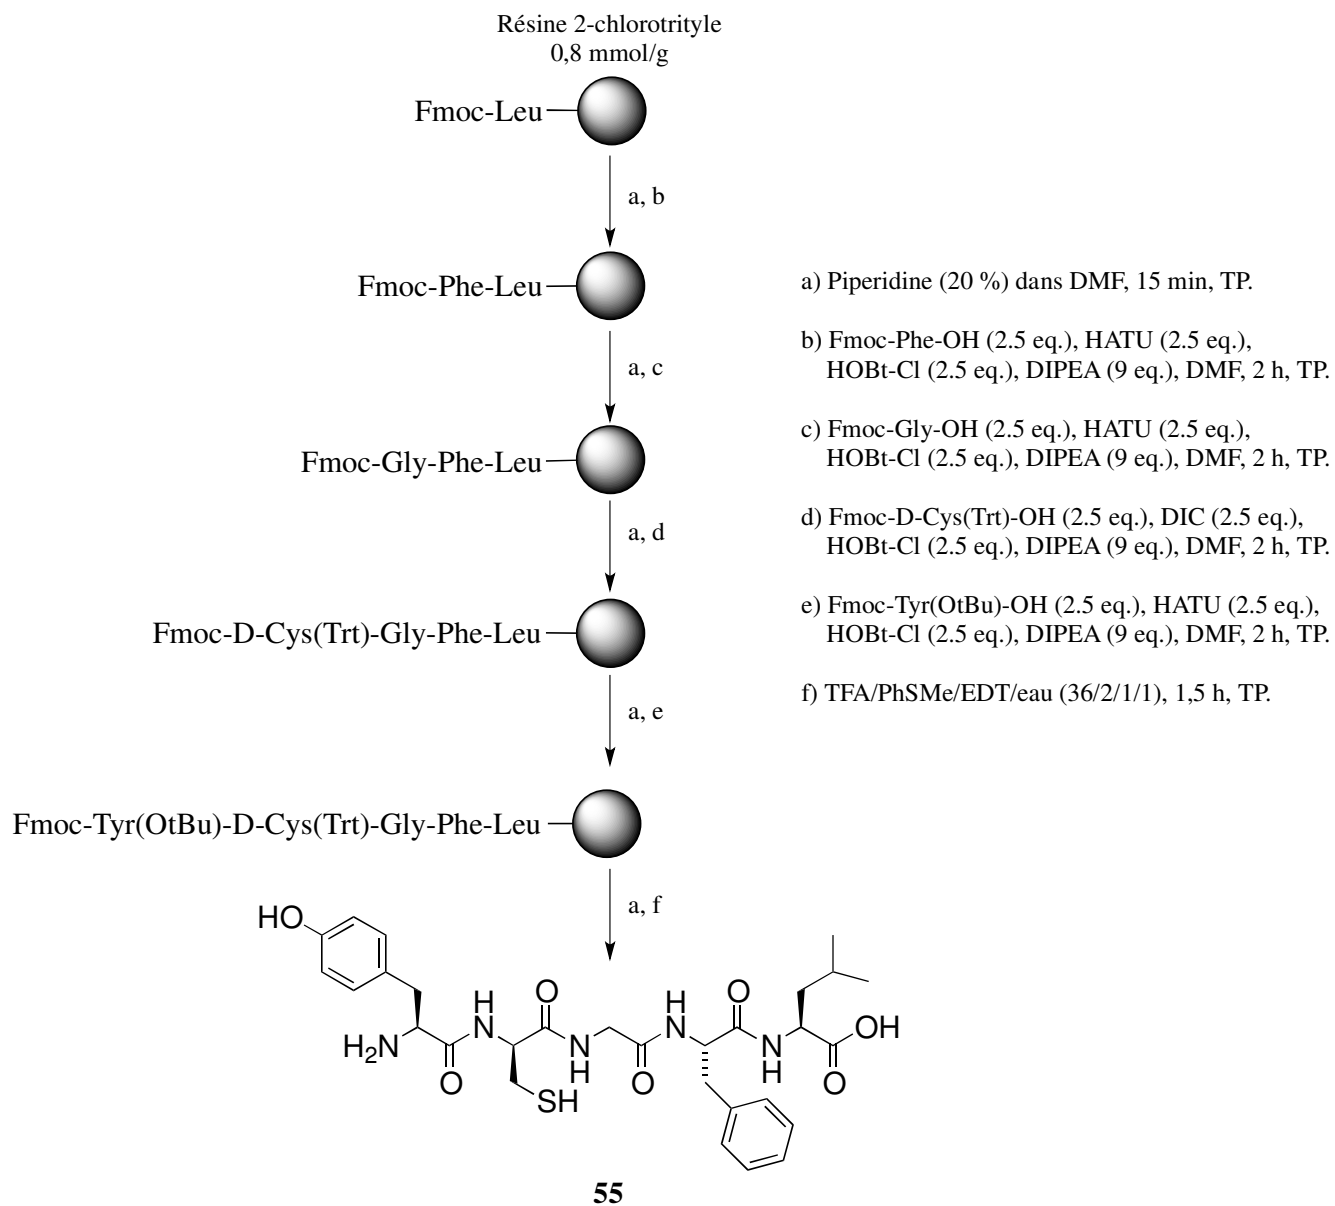 Résine 2-chlorotrityle
0,8 mmol/g
Fmoc-Leu
a, b
Fmoc-Phe-Leu
a, c
Fmoc-Gly-Phe-Leu
a, d
Fmoc-D-Cys(Trt)-Gly-Phe-Leu
a, e
Fmoc-Tyr(OtBu)-D-Cys(Trt)-Gly-Phe-Leu
a, f
a) Piperidine (20 %) dans DMF, 15 min, TP.
b) Fmoc-Phe-OH (2.5 eq.), HATU (2.5 eq.),
HOBt-Cl (2.5 eq.), DIPEA (9 eq.), DMF, 2 h, TP.
c) Fmoc-Gly-OH (2.5 eq.), HATU (2.5 eq.),
HOBt-Cl (2.5 eq.), DIPEA (9 eq.), DMF, 2 h, TP.
d) Fmoc-D-Cys(Trt)-OH (2.5 eq.), DIC (2.5 eq.),
HOBt-Cl (2.5 eq.), DIPEA (9 eq.), DMF, 2 h, TP.
e) Fmoc-Tyr(OtBu)-OH (2.5 eq.), HATU (2.5 eq.),
HOBt-Cl (2.5 eq.), DIPEA (9 eq.), DMF, 2 h, TP.
f) TFA/PhSMe/EDT/eau (36/2/1/1), 1,5 h, TP.
HO
H O H O
N N OH
H₂N N N
H H
O O O
SH
55